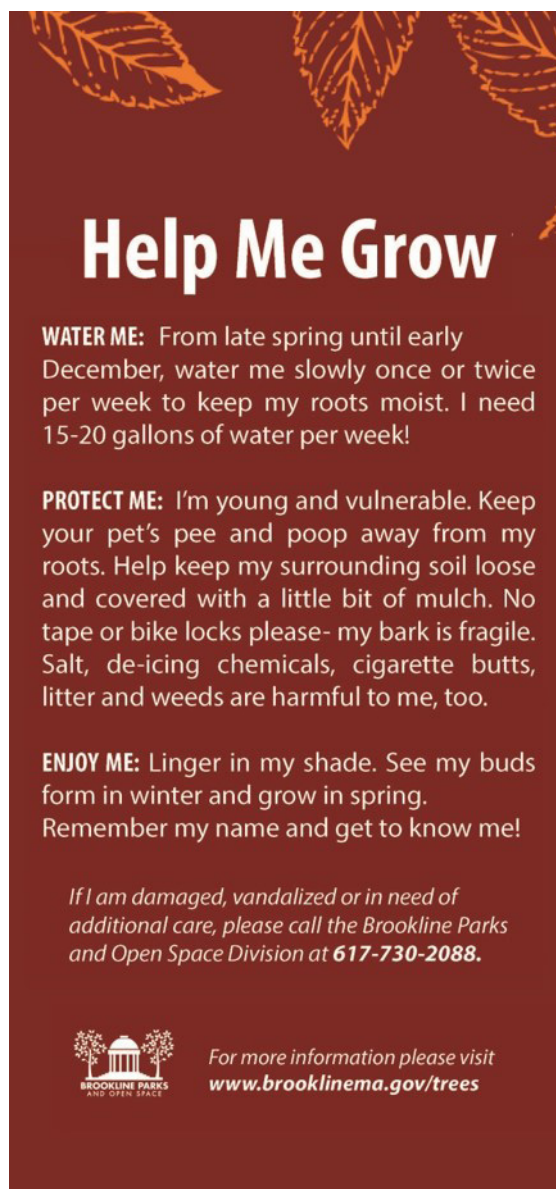 Help Me Grow
WATER ME: From late spring until early
December, water me slowly once or twice
per week to keep my roots moist. I need
15-20 gallons of water per week!
PROTECT ME: I'm young and vulnerable. Keep
your pet's pee and poop away from my
roots. Help keep my surrounding soil loose
and covered with a little bit of mulch. No
tape or bike locks please- my bark is fragile.
Salt, de-icing chemicals, cigarette butts,
litter and weeds are harmful to me, too.
ENJOY ME: Linger in my shade. See my buds
form in winter and grow in spring.
Remember my name and get to know me!
If I am damaged, vandalized or in need of
additional care, please call the Brookline Parks
and Open Space Division at 617-730-2088.
BROOKLINE PARKS
AND OPEN SPACE
For more information please visit
www.brooklinema.gov/trees